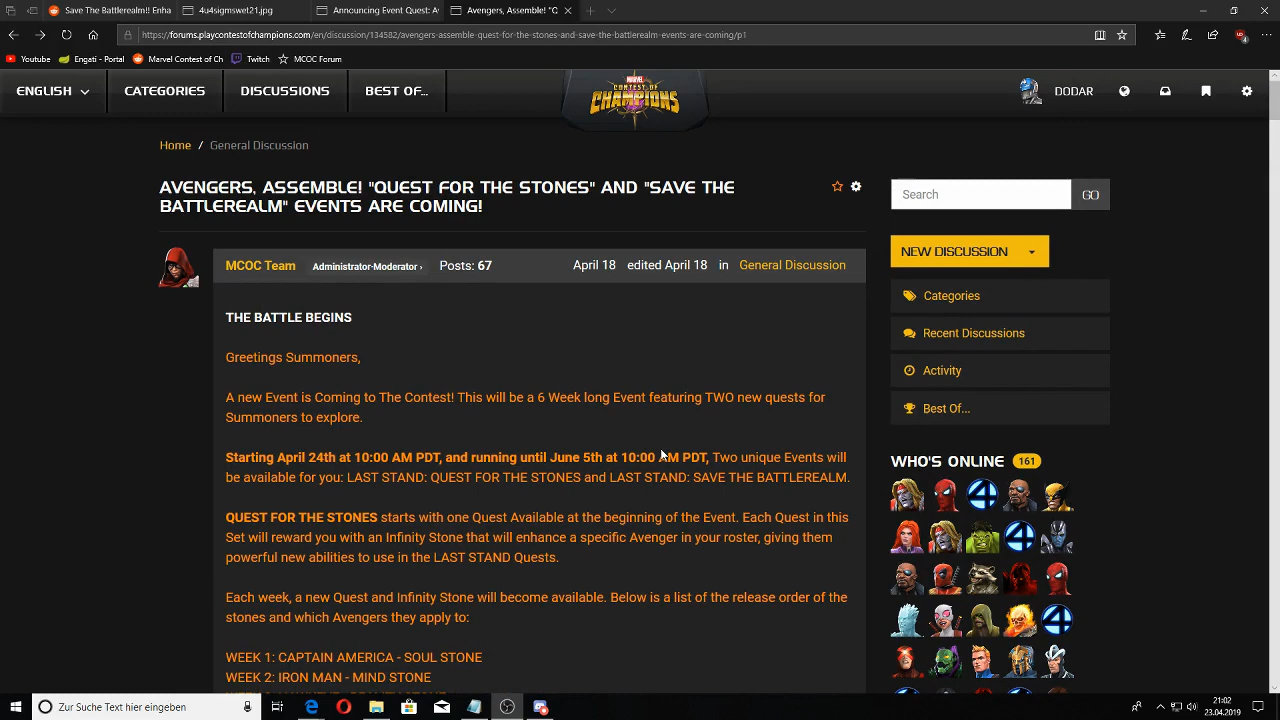 Save The Battlerealm!! Enha
4u4sigmswet21.jpg
Announcing Event Quest: Av
Avengers, Assemble! "Q
https://forums.playcontestofchampions.com/en/discussion/134582/avengers-assemble-quest-for-the-stones-and-save-the-battlerealm-events-are-coming/p1
Youtube
Engati - Portal
Marvel Contest of Ch
Twitch
MCOC Forum
ENGLISH
CATEGORIES
DISCUSSIONS
BEST OF...
MARVEL
CONTEST OF
CHAMPIONS
DODAR
Home / General Discussion
AVENGERS, ASSEMBLE! "QUEST FOR THE STONES" AND "SAVE THE
BATTLEREALM" EVENTS ARE COMING!
Search
GO
NEW DISCUSSION
MCOC Team Administrator-Moderator › Posts: 67 April 18 edited April 18 in General Discussion
Categories
Recent Discussions
Activity
Best Of...
THE BATTLE BEGINS
Greetings Summoners,
A new Event is Coming to The Contest! This will be a 6 Week long Event featuring TWO new quests for
Summoners to explore.
Starting April 24th at 10:00 AM PDT, and running until June 5th at 10:00 AM PDT, Two unique Events will
be available for you: LAST STAND: QUEST FOR THE STONES and LAST STAND: SAVE THE BATTLEREALM.
QUEST FOR THE STONES starts with one Quest Available at the beginning of the Event. Each Quest in this
Set will reward you with an Infinity Stone that will enhance a specific Avenger in your roster, giving them
powerful new abilities to use in the LAST STAND Quests.
Each week, a new Quest and Infinity Stone will become available. Below is a list of the release order of the
stones and which Avengers they apply to:
WEEK 1: CAPTAIN AMERICA - SOUL STONE
WEEK 2: IRON MAN - MIND STONE
WHO'S ONLINE 161
Zur Suche Text hier eingeben
21:02
23.04.2019